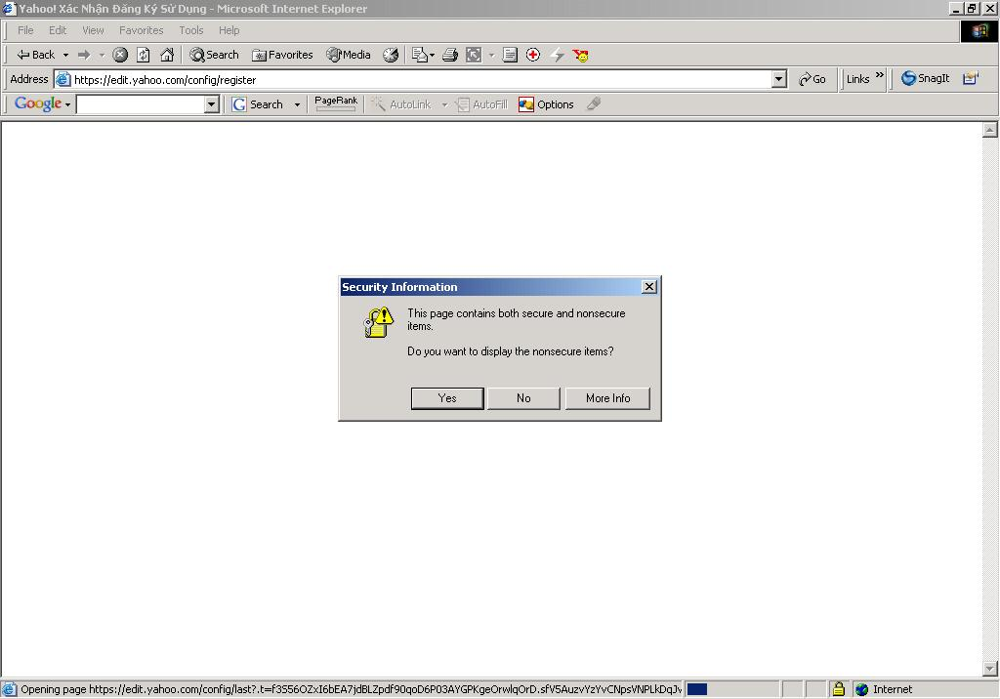 Yahoo! Xác Nhận Đăng Ký Sử Dụng - Microsoft Internet Explorer
File Edit View Favorites Tools Help
Back Search Favorites Media
Address https://edit.yahoo.com/config/register Go Links » SnagIt
Google G Search PageRank AutoLink AutoFill Options
Security Information
This page contains both secure and nonsecure
items.
Do you want to display the nonsecure items?
Yes No More Info
Opening page https://edit.yahoo.com/config/last?.t=f3S56OZxI6bEA7jdBLZpdf90qoD6P03AYGPKgeOrwlqOrD.sfV5AuzvYzYvCNpsVNPLkDqJv Internet